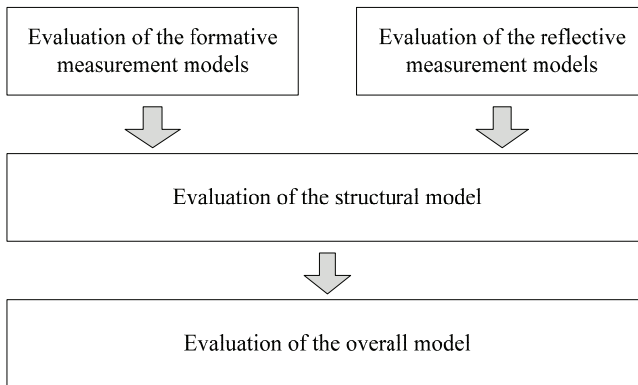 Evaluation of the formative
measurement models
Evaluation of the reflective
measurement models
Evaluation of the structural model
Evaluation of the overall model